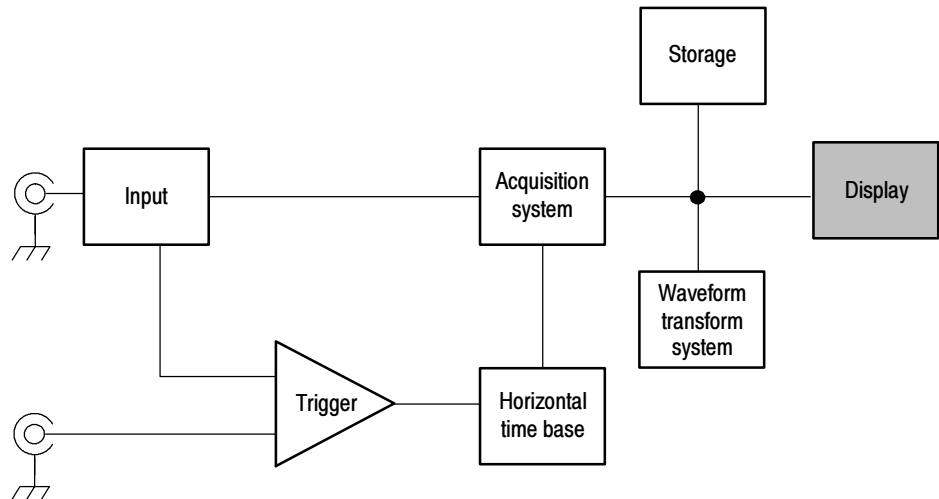 Storage
Input
Acquisition
system
Display
Waveform
transform
system
Trigger
Horizontal
time base